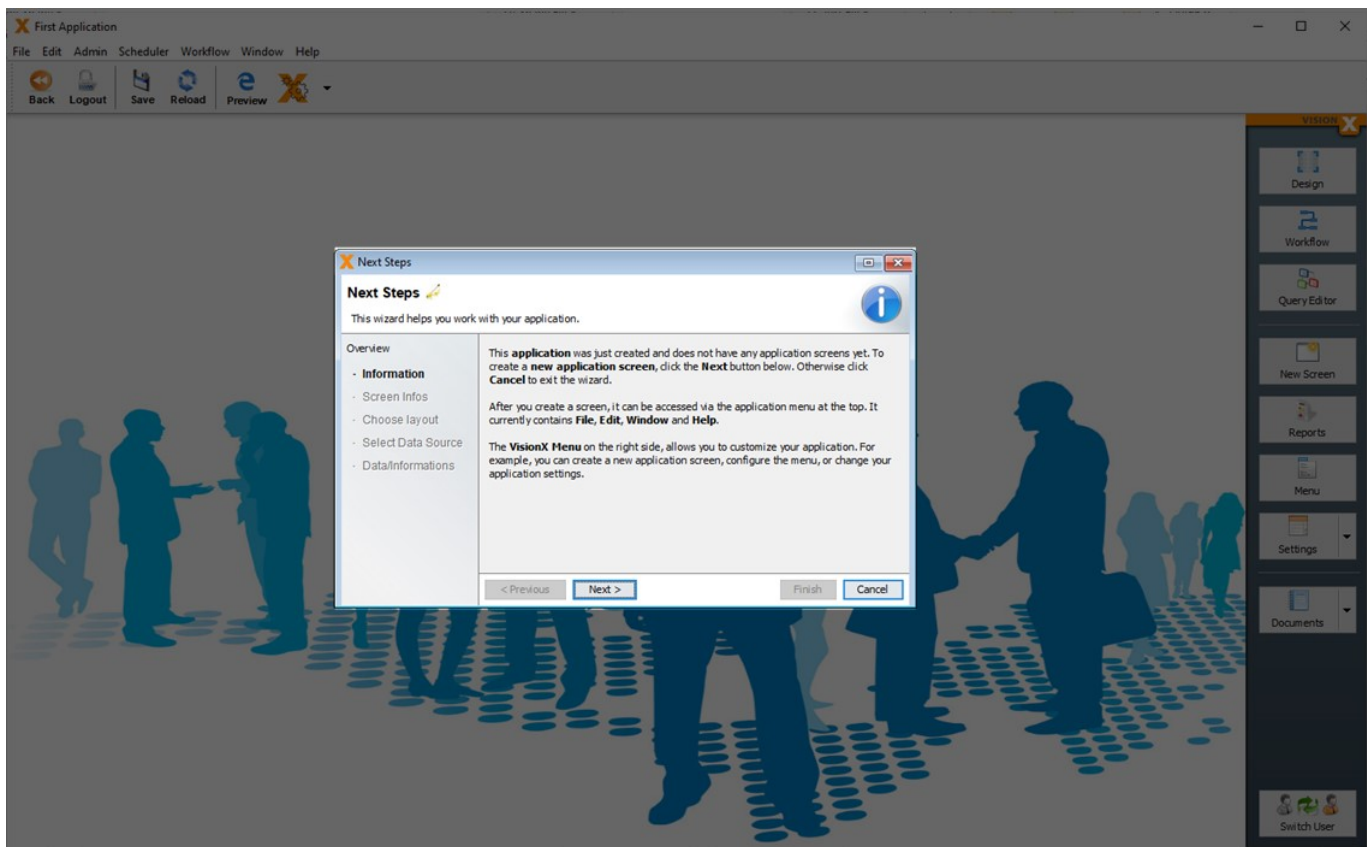 First Application
File Edit Admin Scheduler Workflow Window Help
Back Logout Save Reload Preview
VISION X
Design
Workflow
Query Editor
New Screen
Reports
Menu
Settings
Documents
Switch User
Next Steps
Next Steps
This wizard helps you work with your application.
Overview
- Information
- Screen Infos
- Choose layout
- Select Data Source
- Data/Informations
This application was just created and does not have any application screens yet. To
create a new application screen, click the Next button below. Otherwise click
Cancel to exit the wizard.
After you create a screen, it can be accessed via the application menu at the top. It
currently contains File, Edit, Window and Help.
The VisionX Menu on the right side, allows you to customize your application. For
example, you can create a new application screen, configure the menu, or change your
application settings.
< Previous Next > Finish Cancel